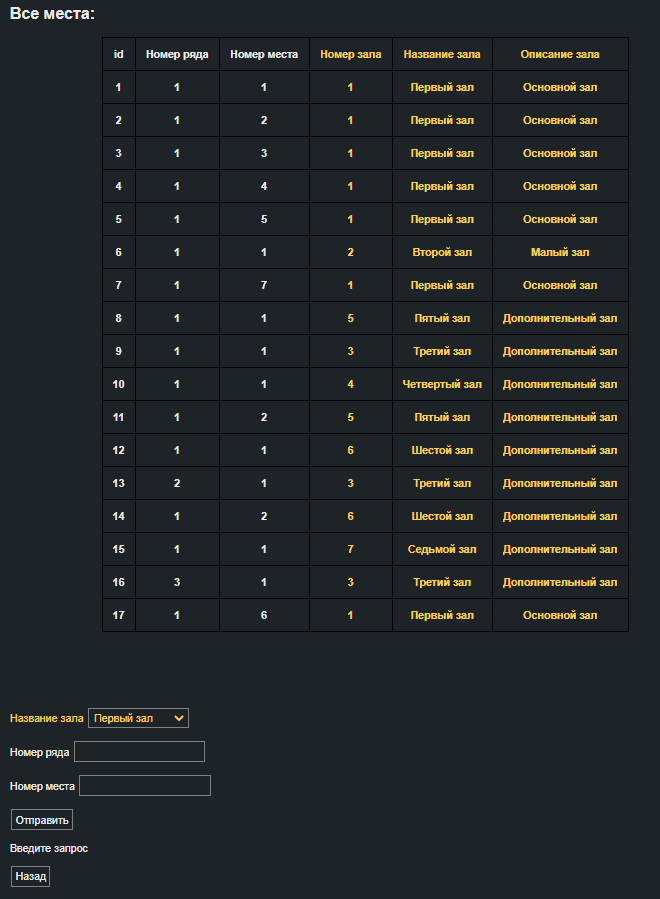 Все места:
id Номер ряда Номер места Номер зала Название зала Описание зала
1 1 1 1 Первый зал Основной зал
2 1 2 1 Первый зал Основной зал
3 1 3 1 Первый зал Основной зал
4 1 4 1 Первый зал Основной зал
5 1 5 1 Первый зал Основной зал
6 1 1 2 Второй зал Малый зал
7 1 7 1 Первый зал Основной зал
8 1 1 5 Пятый зал Дополнительный зал
9 1 1 3 Третий зал Дополнительный зал
10 1 1 4 Четвертый зал Дополнительный зал
11 1 2 5 Пятый зал Дополнительный зал
12 1 1 6 Шестой зал Дополнительный зал
13 2 1 3 Третий зал Дополнительный зал
14 1 2 6 Шестой зал Дополнительный зал
15 1 1 7 Седьмой зал Дополнительный зал
16 3 1 3 Третий зал Дополнительный зал
17 1 6 1 Первый зал Основной зал
Название зала Первый зал
Номер ряда
Номер места
Отправить
Введите запрос
Назад